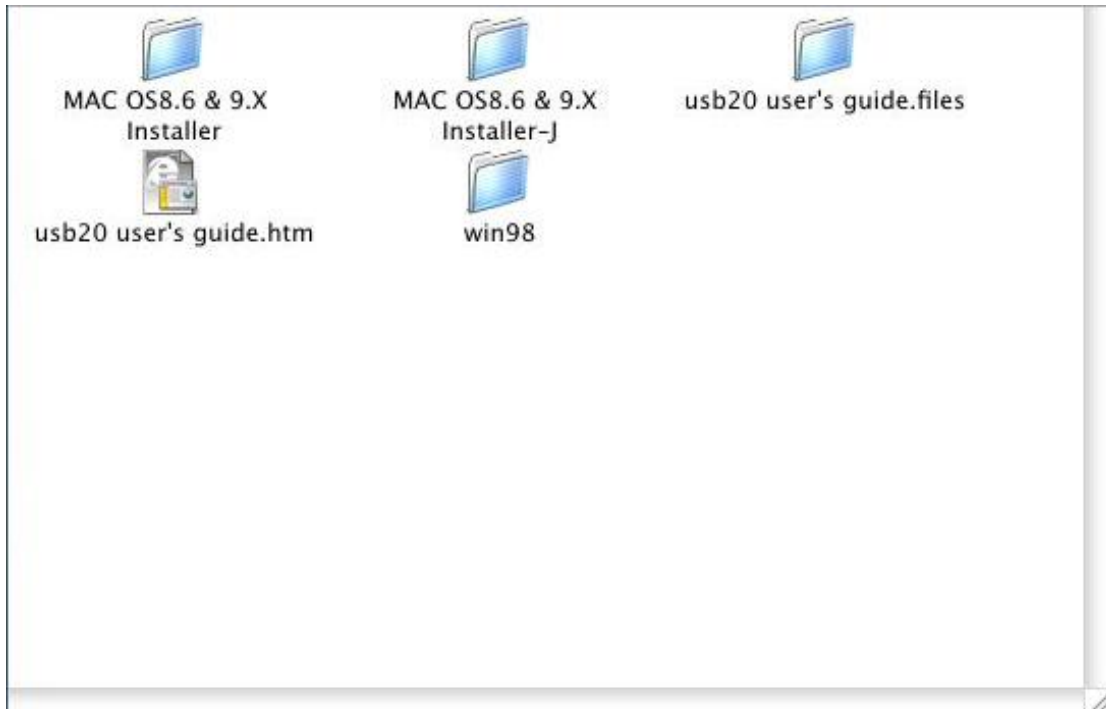 MAC OS8.6 & 9.X
Installer
MAC OS8.6 & 9.X
Installer-J
usb20 user's guide.files
usb20 user's guide.htm
win98